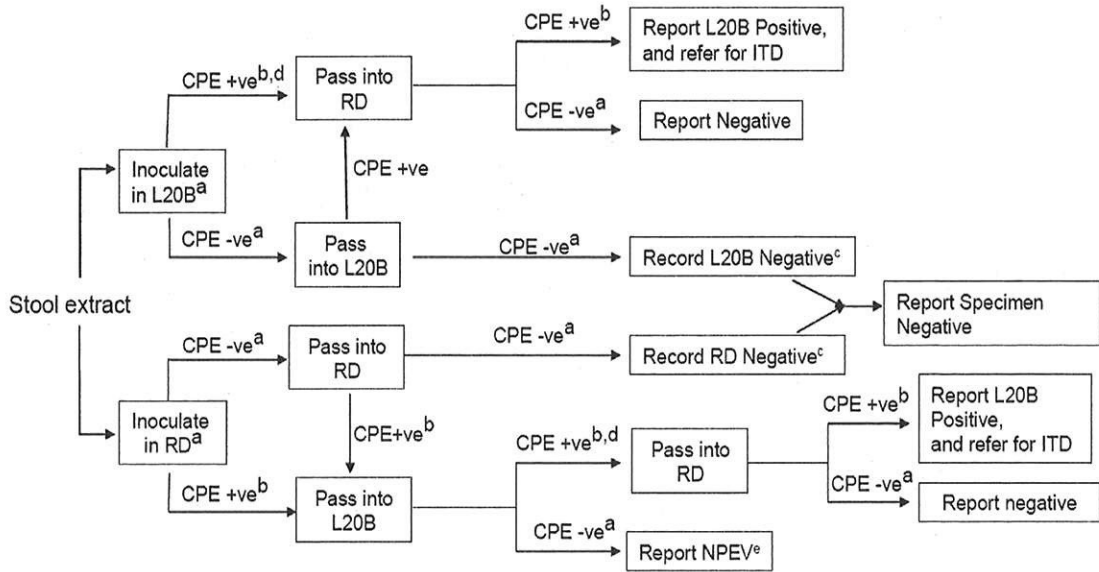 CPE +ve^b
Report L20B Positive,
and refer for ITD
CPE +ve^b,d
Pass into
RD
CPE -ve^a
Report Negative
Inoculate
in L20B^a
CPE +ve
CPE -ve^a
Pass
into L20B
CPE -ve^a
Record L20B Negative^c
Stool extract
Report Specimen
Negative
CPE -ve^a
Pass into
RD
CPE -ve^a
Record RD Negative^c
Inoculate
in RD^a
CPE+ve^b
CPE +ve^b,d
Pass into
RD
CPE +ve^b
Report L20B
Positive,
and refer for ITD
CPE +ve^b
Pass into
L20B
CPE -ve^a
Report negative
CPE -ve^a
Report NPEV^e